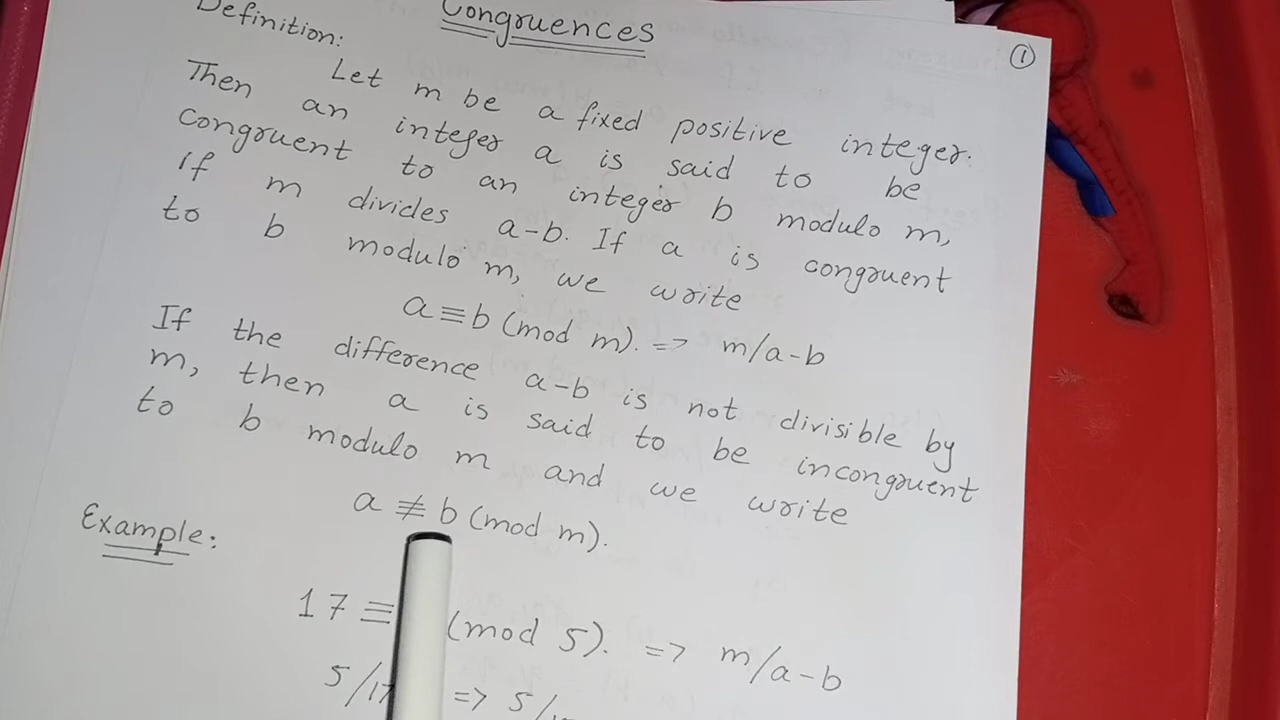 Congruences
①
Definition:
Let m be a fixed positive integer.
Then an integer a is said to be
congruent to an integer b modulo m,
if m divides a-b. If a is congruent
to b modulo m, we write
a≡b (mod m). => m/a-b
If the difference a-b is not divisible by
m, then a is said to be incongruent
to b modulo m and we write
a ≢ b (mod m).
Example:
17 ≡ (mod 5). => m/a-b
5/17 => 5/